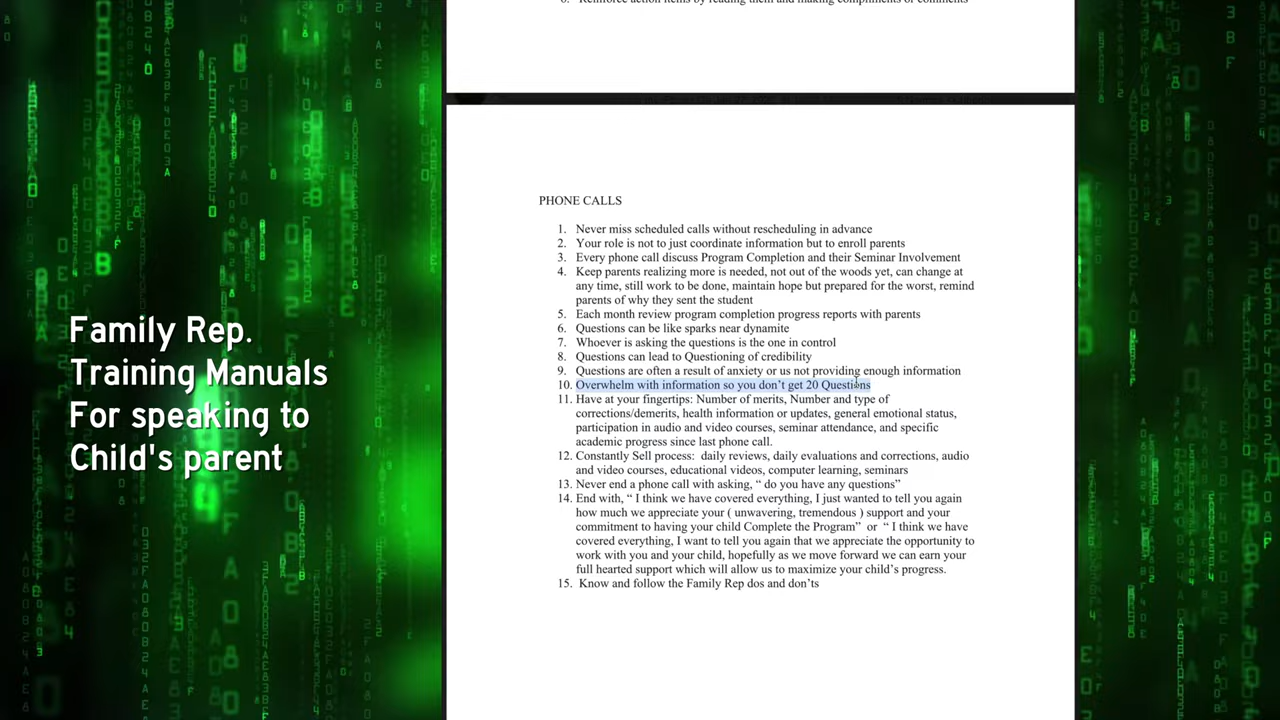 6. Reinforce action items by reading them and making compliments or comments
PHONE CALLS
1. Never miss scheduled calls without rescheduling in advance
2. Your role is not to just coordinate information but to enroll parents
3. Every phone call discuss Program Completion and their Seminar Involvement
4. Keep parents realizing more is needed, not out of the woods yet, can change at
any time, still work to be done, maintain hope but prepared for the worst, remind
parents of why they sent the student
5. Each month review program completion progress reports with parents
6. Questions can be like sparks near dynamite
7. Whoever is asking the questions is the one in control
8. Questions can lead to Questioning of credibility
9. Questions are often a result of anxiety or us not providing enough information
10. Overwhelm with information so you don’t get 20 Questions
11. Have at your fingertips: Number of merits, Number and type of
corrections/demerits, health information or updates, general emotional status,
participation in audio and video courses, seminar attendance, and specific
academic progress since last phone call.
12. Constantly Sell process:  daily reviews, daily evaluations and corrections, audio
and video courses, educational videos, computer learning, seminars
13. Never end a phone call with asking, “ do you have any questions”
14. End with, “ I think we have covered everything, I just wanted to tell you again
how much we appreciate your ( unwavering, tremendous ) support and your
commitment to having your child Complete the Program”  or  “ I think we have
covered everything, I want to tell you again that we appreciate the opportunity to
work with you and your child, hopefully as we move forward we can earn your
full hearted support which will allow us to maximize your child’s progress.
15.  Know and follow the Family Rep dos and don’ts
Family Rep.
Training Manuals
For speaking to
Child's parent